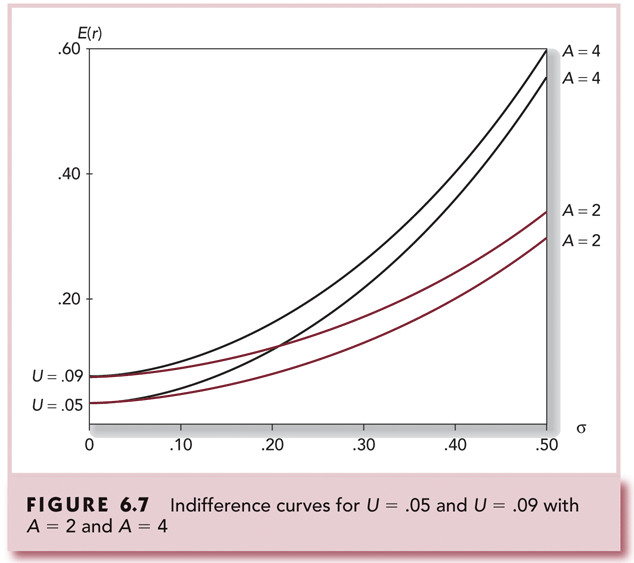 E(r)
.60
A = 4
A = 4
.40
A = 2
A = 2
.20
U = .09
U = .05
0 .10 .20 .30 .40 .50 σ
FIGURE 6.7 Indifference curves for U = .05 and U = .09 with
A = 2 and A = 4